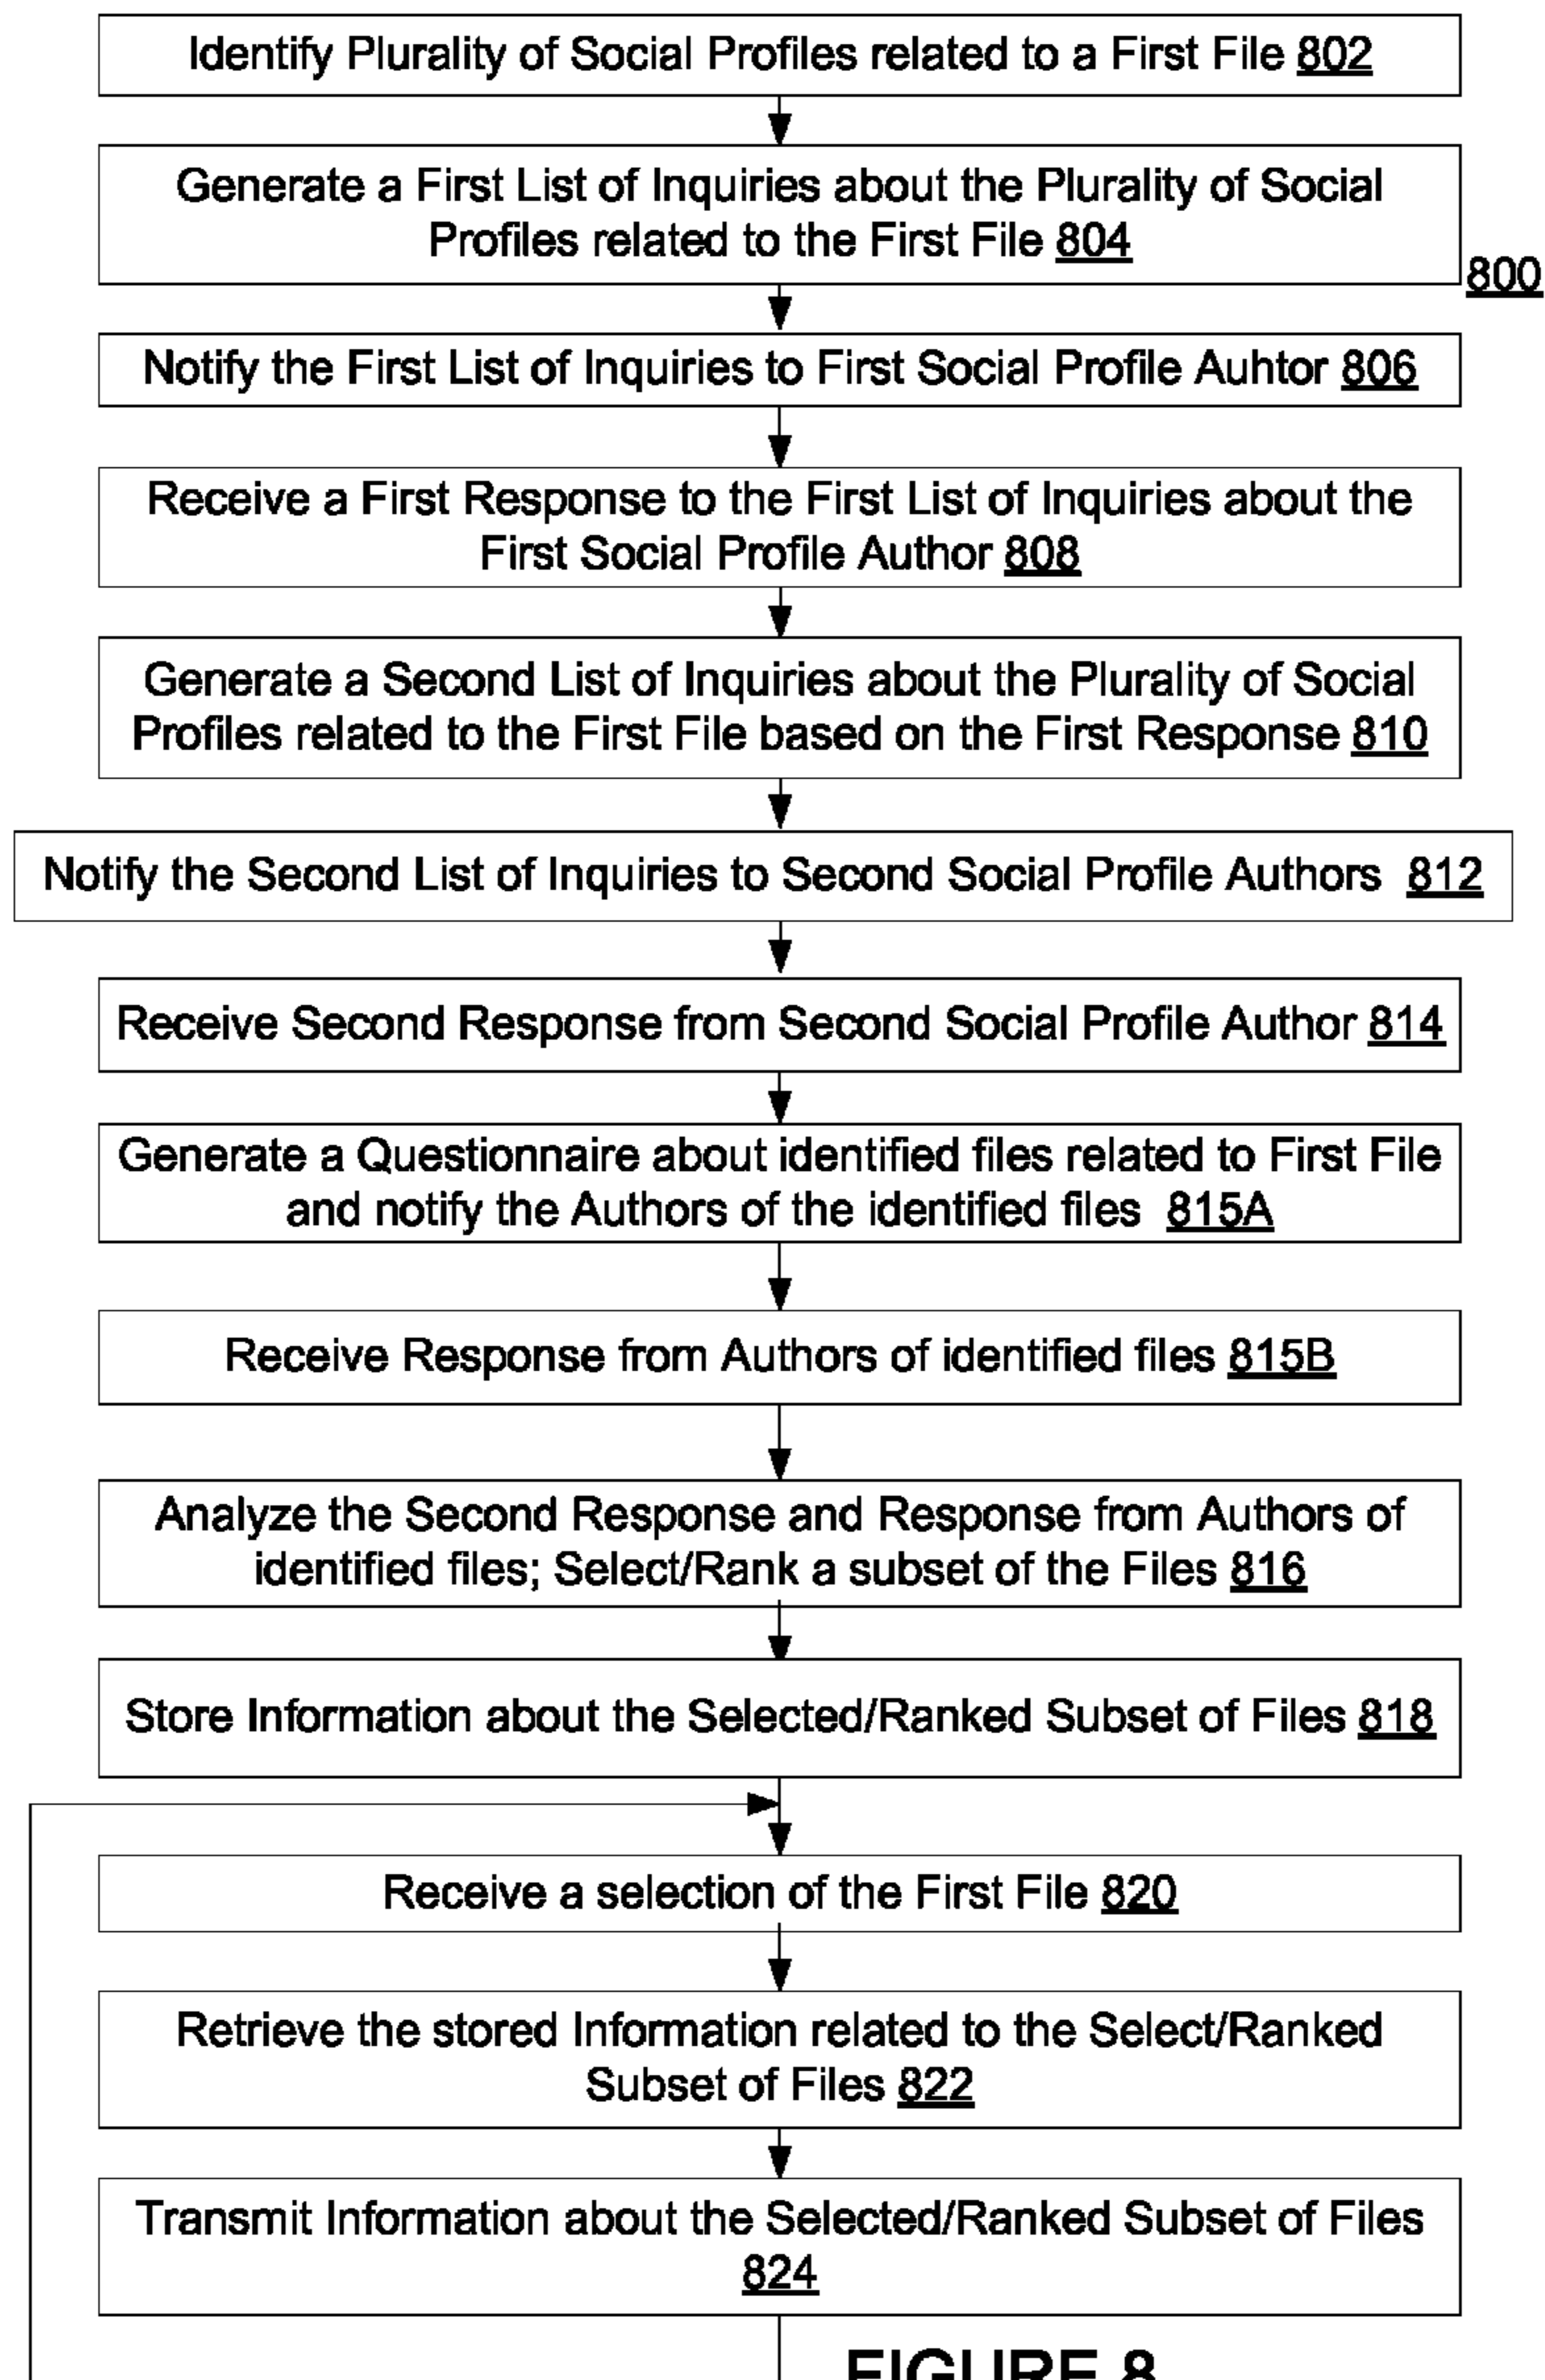 Identify Plurality of Social Profiles related to a First File 802
Generate a First List of Inquiries about the Plurality of Social
Profiles related to the First File 804
800
Notify the First List of Inquiries to First Social Profile Auhtor 806
Receive a First Response to the First List of Inquiries about the
First Social Profile Author 808
Generate a Second List of Inquiries about the Plurality of Social
Profiles related to the First File based on the First Response 810
Notify the Second List of Inquiries to Second Social Profile Authors 812
Receive Second Response from Second Social Profile Author 814
Generate a Questionnaire about identified files related to First File
and notify the Authors of the identified files 815A
Receive Response from Authors of identified files 815B
Analyze the Second Response and Response from Authors of
identified files; Select/Rank a subset of the Files 816
Store Information about the Selected/Ranked Subset of Files 818
Receive a selection of the First File 820
Retrieve the stored Information related to the Select/Ranked
Subset of Files 822
Transmit Information about the Selected/Ranked Subset of Files
824
FIGURE 8